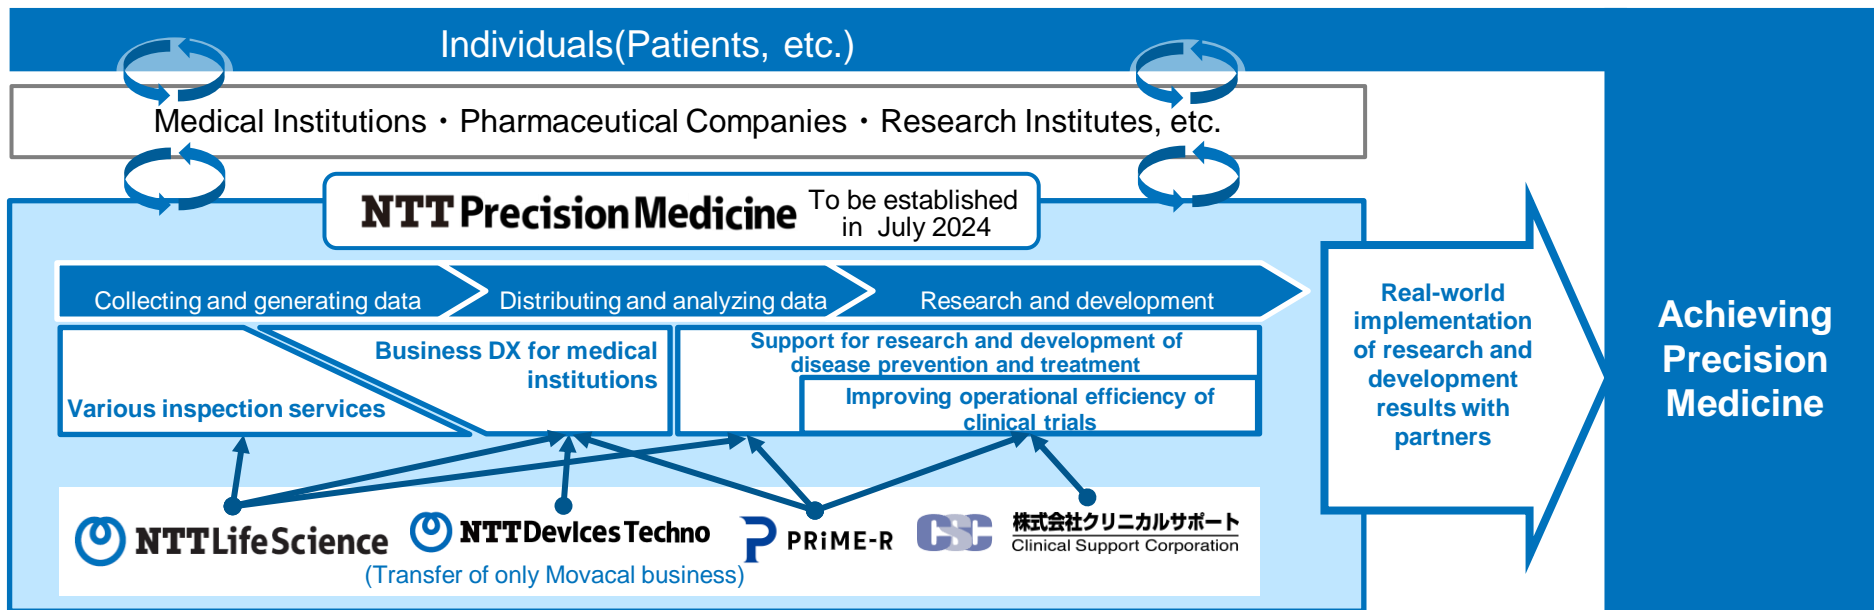 Individuals(Patients, etc.)
Medical Institutions・Pharmaceutical Companies・Research Institutes, etc.
NTT Precision Medicine
To be established
in July 2024
Collecting and generating data
Distributing and analyzing data
Research and development
Various inspection services
Business DX for medical
institutions
Support for research and development of
disease prevention and treatment
Improving operational efficiency of
clinical trials
NTT Life Science
NTT Devices Techno
(Transfer of only Movacal business)
PRiME-R
CSC
株式会社クリニカルサポート
Clinical Support Corporation
Real-world
implementation
of research and
development
results with
partners
Achieving
Precision
Medicine